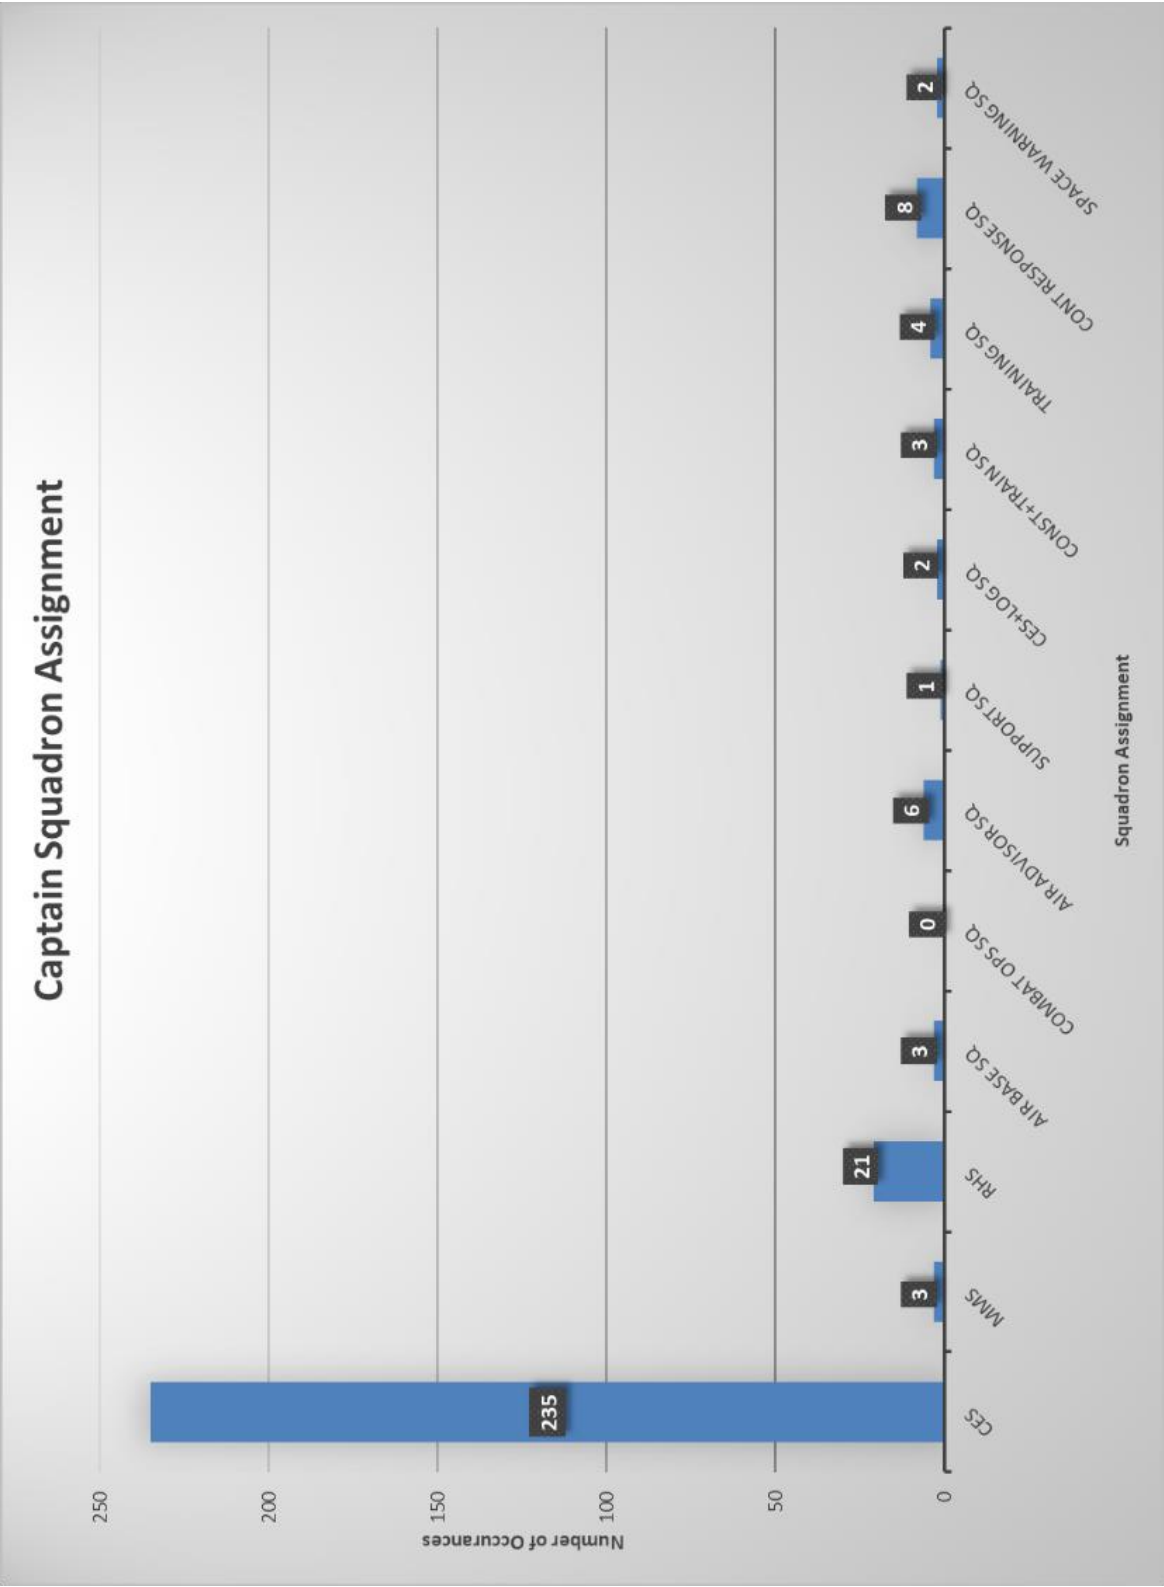 Captain Squadron Assignment
250
200
150
100
50
0
Number of Occurances
235
3
21
3
0
6
1
2
3
4
8
2
CES
MMS
RHS
AIR BASE SQ
COMBAT OPS SQ
AIR ADVISOR SQ
SUPPORT SQ
CES+LOG SQ
CONST+TRAIN SQ
TRAINING SQ
CONT RESPONSE SQ
SPACE WARNING SQ
Squadron Assignment